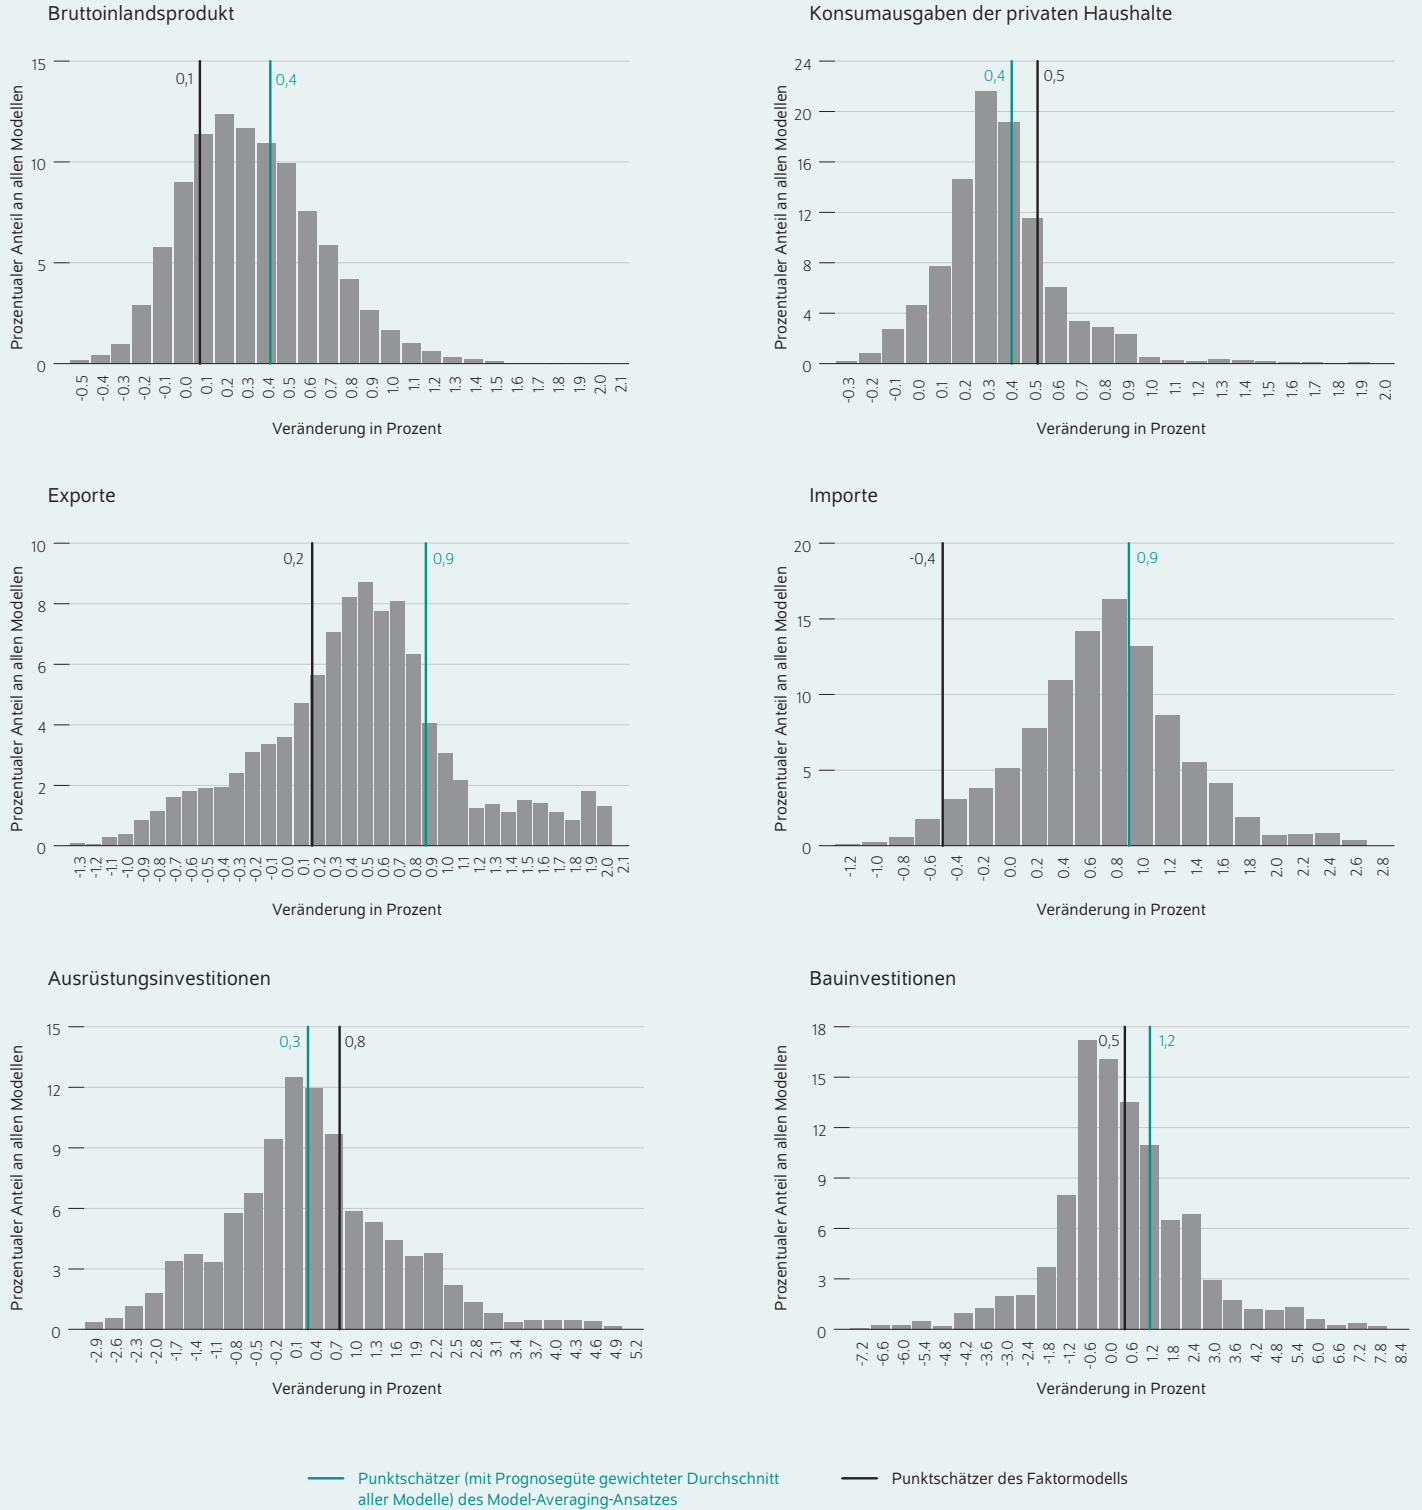 Bruttoinlandsprodukt
Prozentualer Anteil an allen Modellen
15
10
5
0
0,1
0,4
-0.5 -0.4 -0.3 -0.2 -0.1 0.0 0.1 0.2 0.3 0.4 0.5 0.6 0.7 0.8 0.9 1.0 1.1 1.2 1.3 1.4 1.5 1.6 1.7 1.8 1.9 2.0 2.1
Veränderung in Prozent
Konsumausgaben der privaten Haushalte
Prozentualer Anteil an allen Modellen
24
20
16
12
8
4
0
0,4
0,5
-0.3 -0.2 -0.1 0.0 0.1 0.2 0.3 0.4 0.5 0.6 0.7 0.8 0.9 1.0 1.1 1.2 1.3 1.4 1.5 1.6 1.7 1.8 1.9 2.0
Veränderung in Prozent
Exporte
Prozentualer Anteil an allen Modellen
10
8
6
4
2
0
0,2
0,9
-1.3 -1.2 -1.1 -1.0 -0.9 -0.8 -0.7 -0.6 -0.5 -0.4 -0.3 -0.2 -0.1 0.0 0.1 0.2 0.3 0.4 0.5 0.6 0.7 0.8 0.9 1.0 1.1 1.2 1.3 1.4 1.5 1.6 1.7 1.8 1.9 2.0 2.1
Veränderung in Prozent
Importe
Prozentualer Anteil an allen Modellen
20
15
10
5
0
-0,4
0,9
-1.2 -1.0 -0.8 -0.6 -0.4 -0.2 0.0 0.2 0.4 0.6 0.8 1.0 1.2 1.4 1.6 1.8 2.0 2.2 2.4 2.6 2.8
Veränderung in Prozent
Ausrüstungsinvestitionen
Prozentualer Anteil an allen Modellen
15
12
9
6
3
0
0,3
0,8
-2.9 -2.6 -2.3 -2.0 -1.7 -1.4 -1.1 -0.8 -0.5 -0.2 0.1 0.4 0.7 1.0 1.3 1.6 1.9 2.2 2.5 2.8 3.1 3.4 3.7 4.0 4.3 4.6 4.9 5.2
Veränderung in Prozent
Bauinvestitionen
Prozentualer Anteil an allen Modellen
18
15
12
9
6
3
0
0,5
1,2
-7.2 -6.6 -6.0 -5.4 -4.8 -4.2 -3.6 -3.0 -2.4 -1.8 -1.2 -0.6 0.0 0.6 1.2 1.8 2.4 3.0 3.6 4.2 4.8 5.4 6.0 6.6 7.2 7.8 8.4
Veränderung in Prozent
Punktschätzer (mit Prognosegüte gewichteter Durchschnitt
aller Modelle) des Model-Averaging-Ansatzes
Punktschätzer des Faktormodells